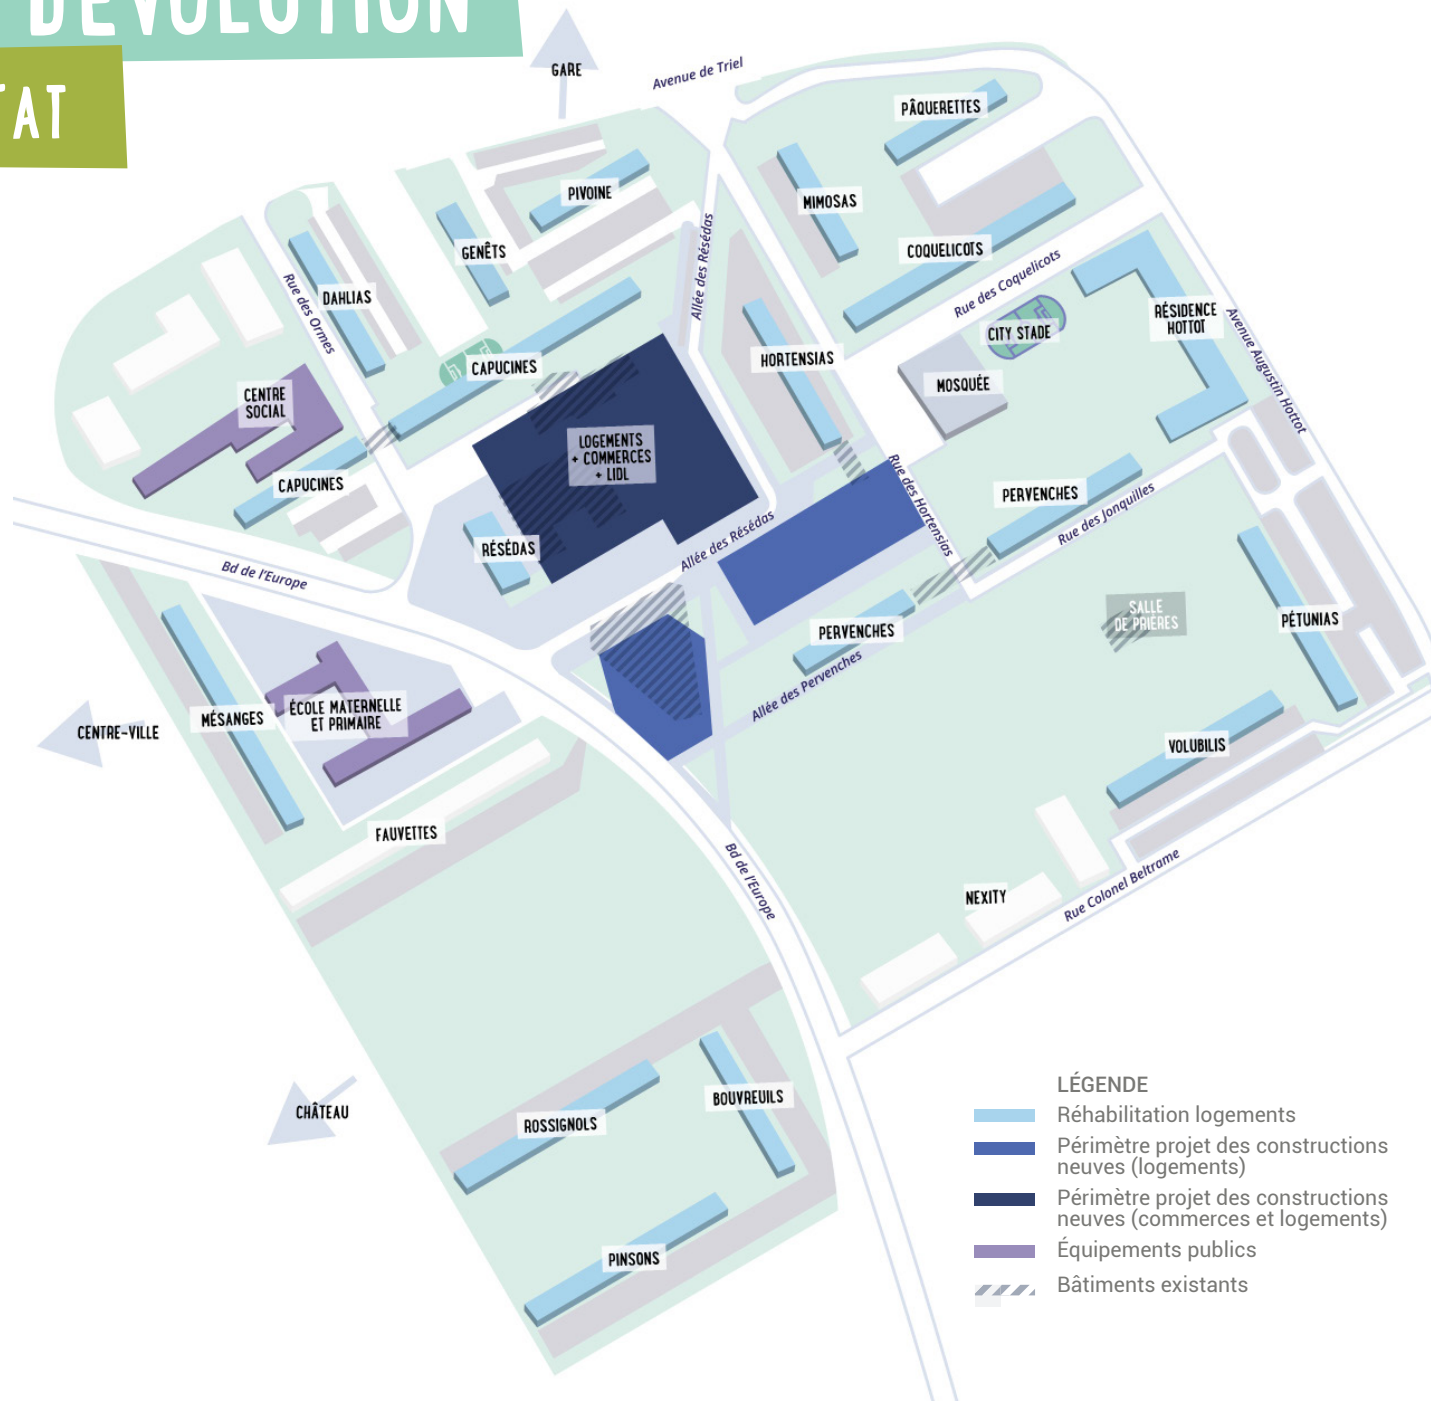 D'ÉVOLUTION
TAT
GARE
Avenue de Triel
PÂQUERETTES
PIVOINE
MIMOSAS
GENÊTS
COQUELICOTS
Allée des Résédas
Rue des Coquelicots
DAHLIAS
Rue des Ormes
RÉSIDENCE
HOTTOT
CITY STADE
Avenue Augustin Hottot
HORTENSIAS
CAPUCINES
MOSQUÉE
CENTRE
SOCIAL
LOGEMENTS
+ COMMERCES
+ LIDL
CAPUCINES
PERVENCHES
Rue des Hortensias
Rue des Jonquilles
RÉSÉDAS
Allée des Résédas
Bd de l'Europe
SALLE
DE PRIÈRES
PÉTUNIAS
PERVENCHES
Allée des Pervenches
MÉSANGES
ÉCOLE MATERNELLE
ET PRIMAIRE
CENTRE-VILLE
VOLUBILIS
FAUVETTES
Bd de l'Europe
NEXITY
Rue Colonel Beltrame
CHÂTEAU
ROSSIGNOLS
BOUVREUILS
PINSONS
LÉGENDE
Réhabilitation logements
Périmètre projet des constructions
neuves (logements)
Périmètre projet des constructions
neuves (commerces et logements)
Équipements publics
Bâtiments existants